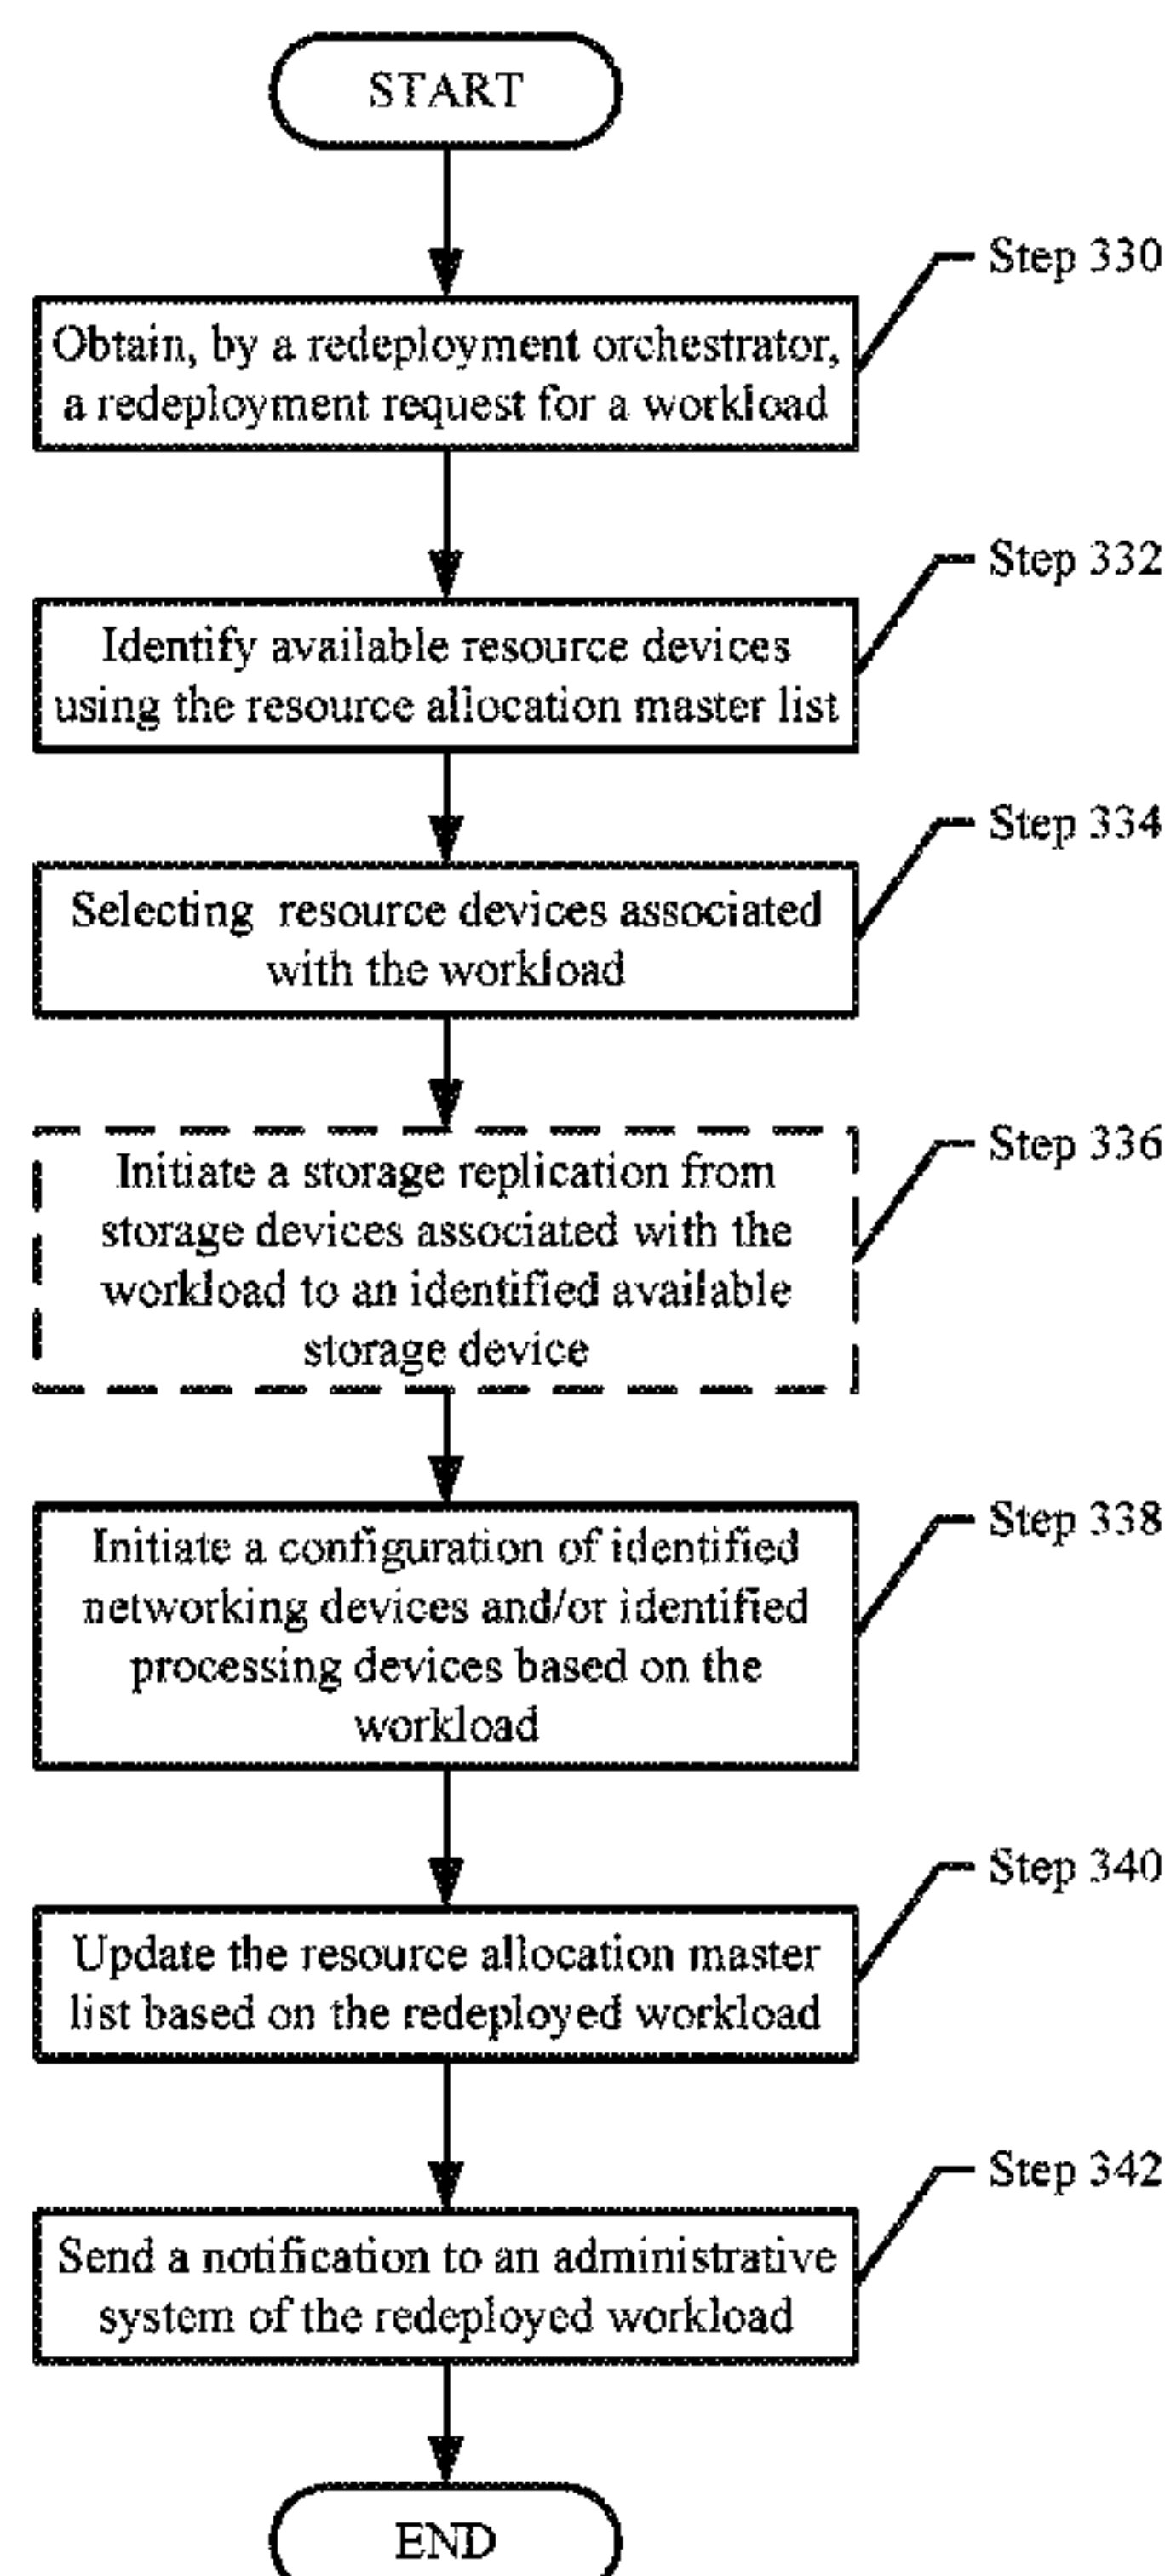 START
Step 330
Obtain, by a redeployment orchestrator,
a redeployment request for a workload
Step 332
Identify available resource devices
using the resource allocation master list
Step 334
Selecting resource devices associated
with the workload
Step 336
Initiate a storage replication from
storage devices associated with the
workload to an identified available
storage device
Step 338
Initiate a configuration of identified
networking devices and/or identified
processing devices based on the
workload
Step 340
Update the resource allocation master
list based on the redeployed workload
Step 342
Send a notification to an administrative
system of the redeployed workload
END